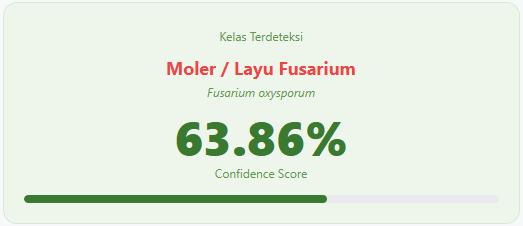 Kelas Terdeteksi
Moler / Layu Fusarium
Fusarium oxysporum
63.86%
Confidence Score